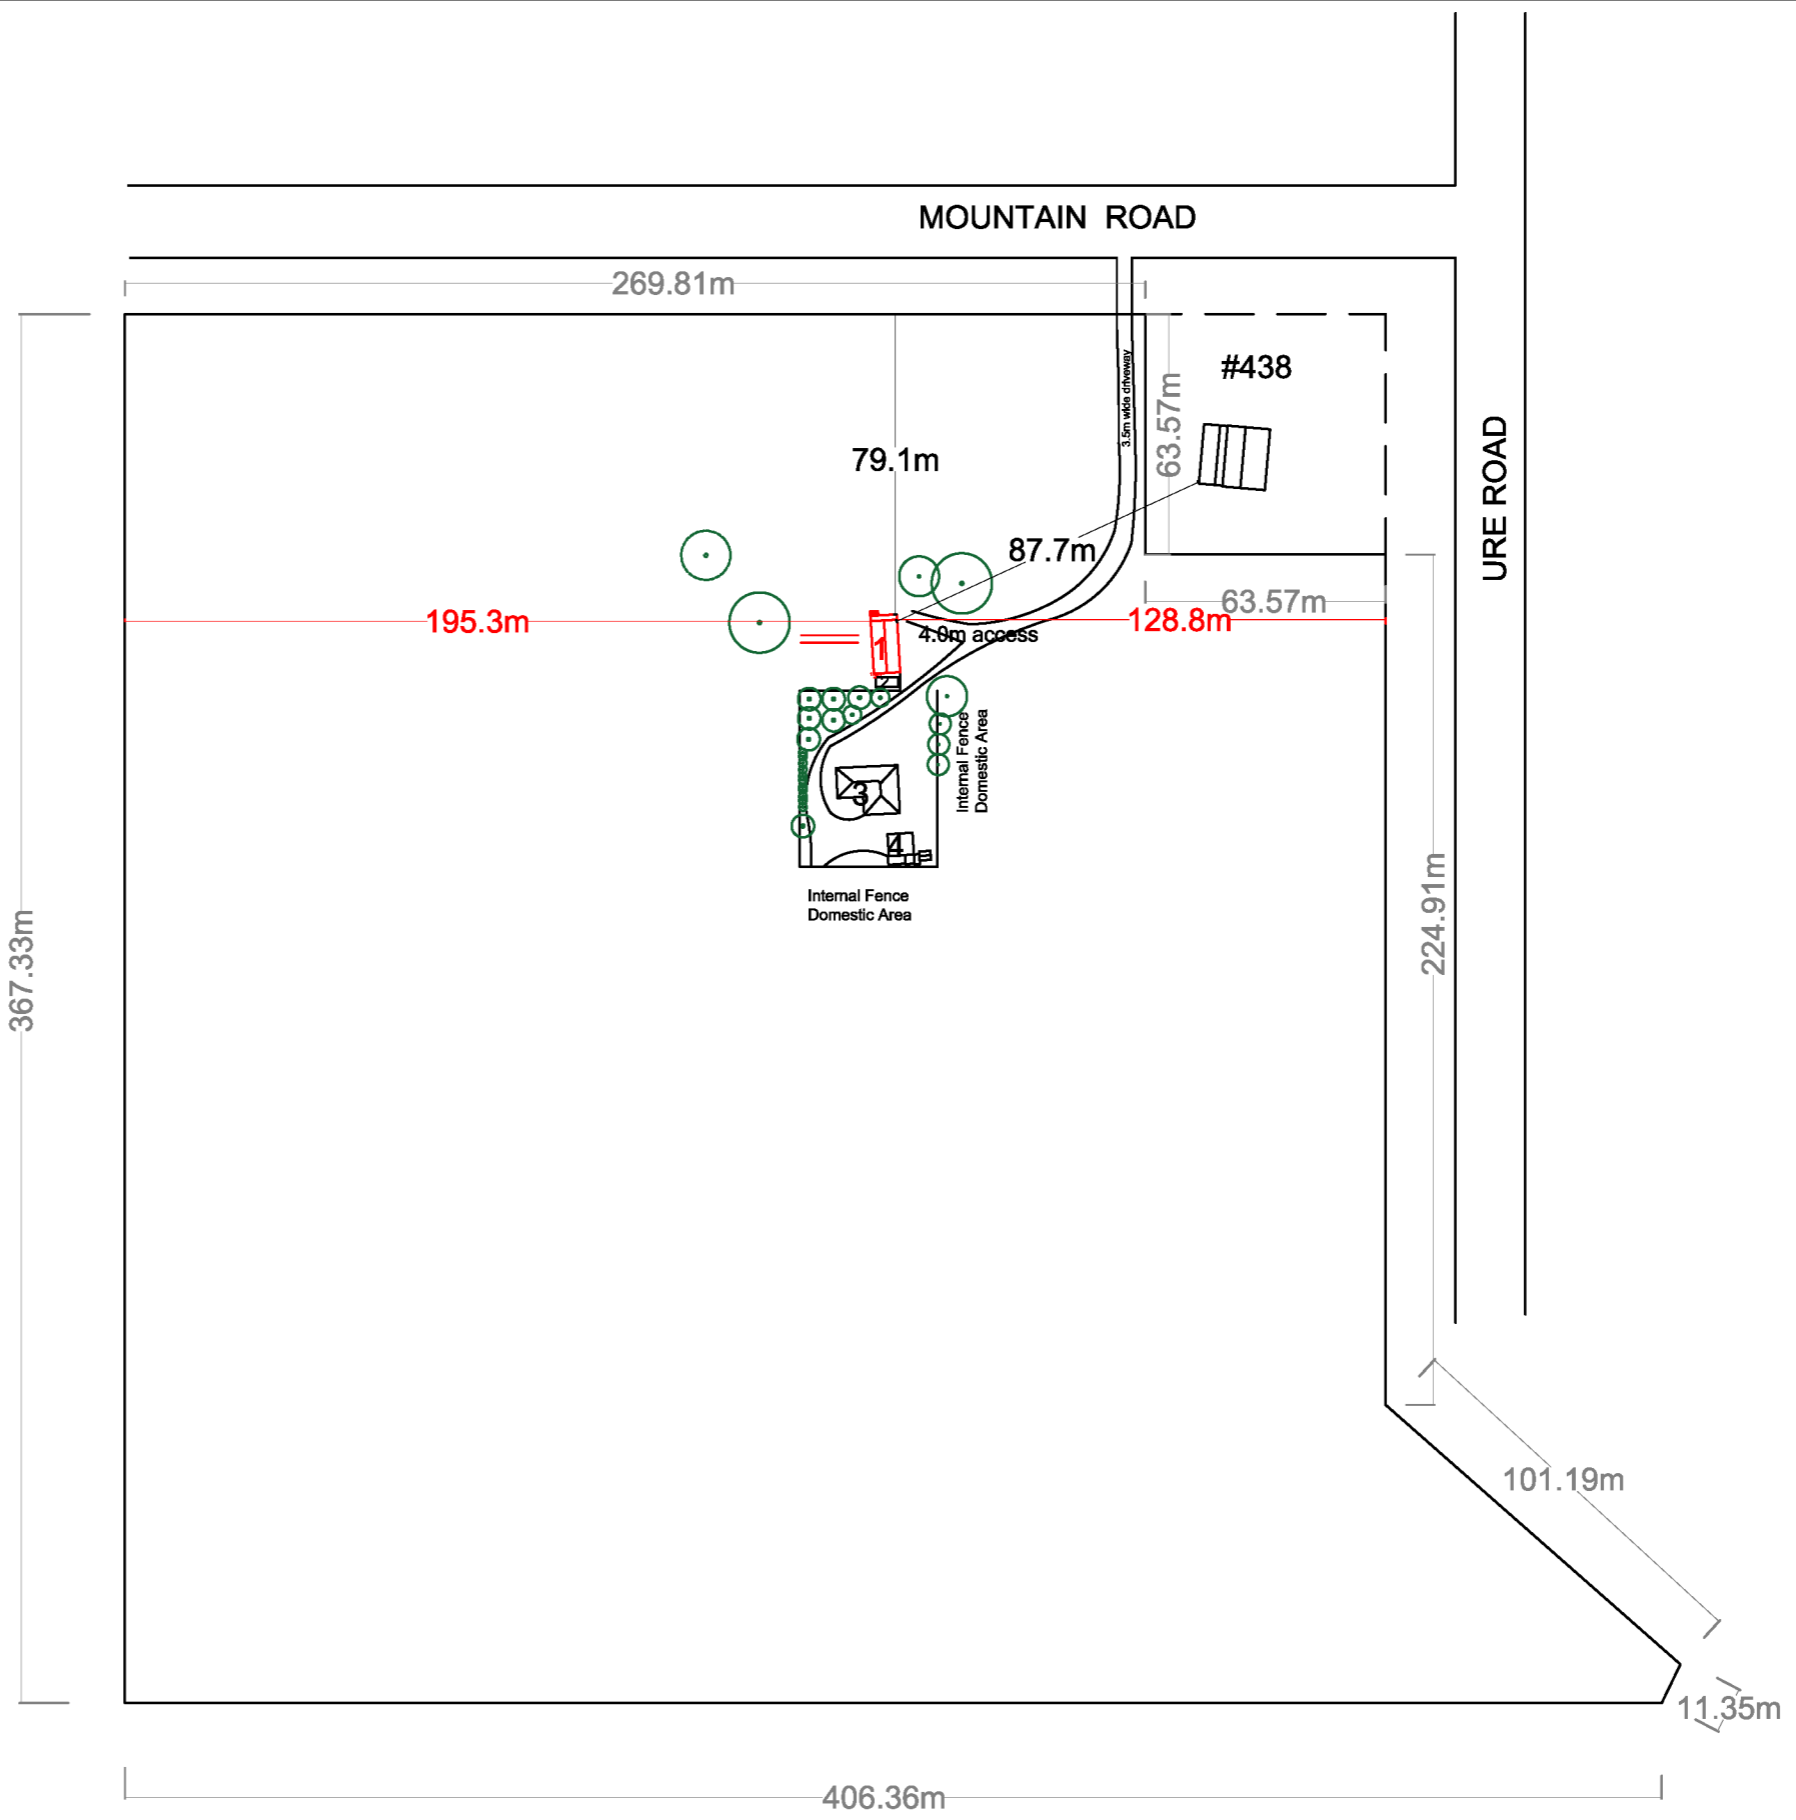 MOUNTAIN ROAD
269.81m
#438
3.5m wide driveway
63.57m
URE ROAD
79.1m
87.7m
63.57m
195.3m
128.8m
4.0m access
1
2
Internal Fence
Domestic Area
3
4
Internal Fence
Domestic Area
224.91m
367.33m
101.19m
11.35m
406.36m